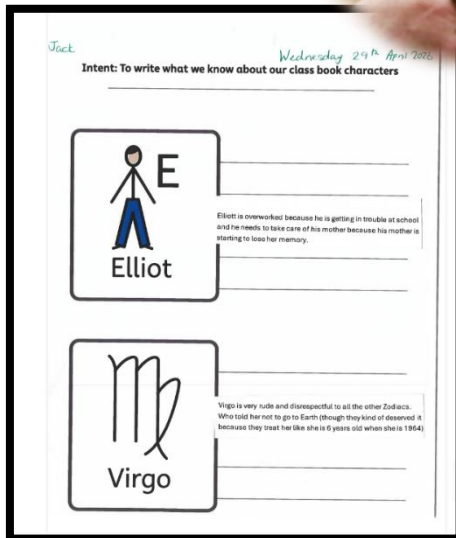 Jack
Wednesday 29th April 2026
Intent: To write what we know about our class book characters
E
Elliot
Elliott is overworked because he is getting in trouble at school
and he needs to take care of his mother because his mother is
starting to lose her memory.
Virgo
Virgo is very rude and disrespectful to all the other Zodiacs.
Who told her not to go to Earth (though they kind of deserved it
because they treat her like she is 6 years old when she is 1964)